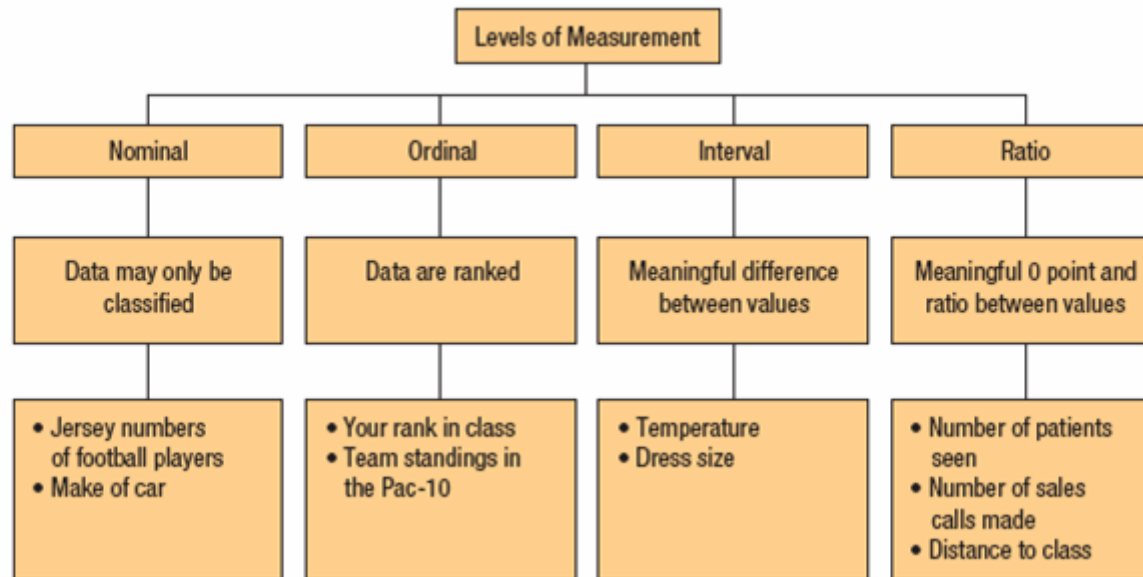 Levels of Measurement
Nominal
Ordinal
Interval
Ratio
Data may only be
classified
Data are ranked
Meaningful difference
between values
Meaningful 0 point and
ratio between values
• Jersey numbers
of football players
• Make of car
• Your rank in class
• Team standings in
the Pac-10
• Temperature
• Dress size
• Number of patients
seen
• Number of sales
calls made
• Distance to class